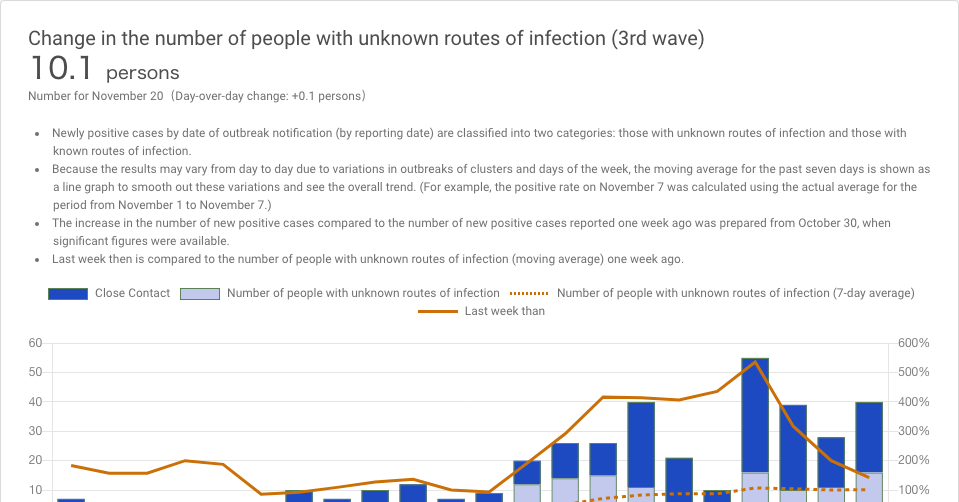 Change in the number of people with unknown routes of infection (3rd wave)
10.1 persons
Number for November 20（Day-over-day change: +0.1 persons）
• Newly positive cases by date of outbreak notification (by reporting date) are classified into two categories: those with unknown routes of infection and those with
known routes of infection.
• Because the results may vary from day to day due to variations in outbreaks of clusters and days of the week, the moving average for the past seven days is shown as
a line graph to smooth out these variations and see the overall trend. (For example, the positive rate on November 7 was calculated using the actual average for the
period from November 1 to November 7.)
• The increase in the number of new positive cases compared to the number of new positive cases reported one week ago was prepared from October 30, when
significant figures were available.
• Last week then is compared to the number of people with unknown routes of infection (moving average) one week ago.
Close Contact Number of people with unknown routes of infection Number of people with unknown routes of infection (7-day average)
Last week than
60 600%
50 500%
40 400%
30 300%
20 200%
10 100%